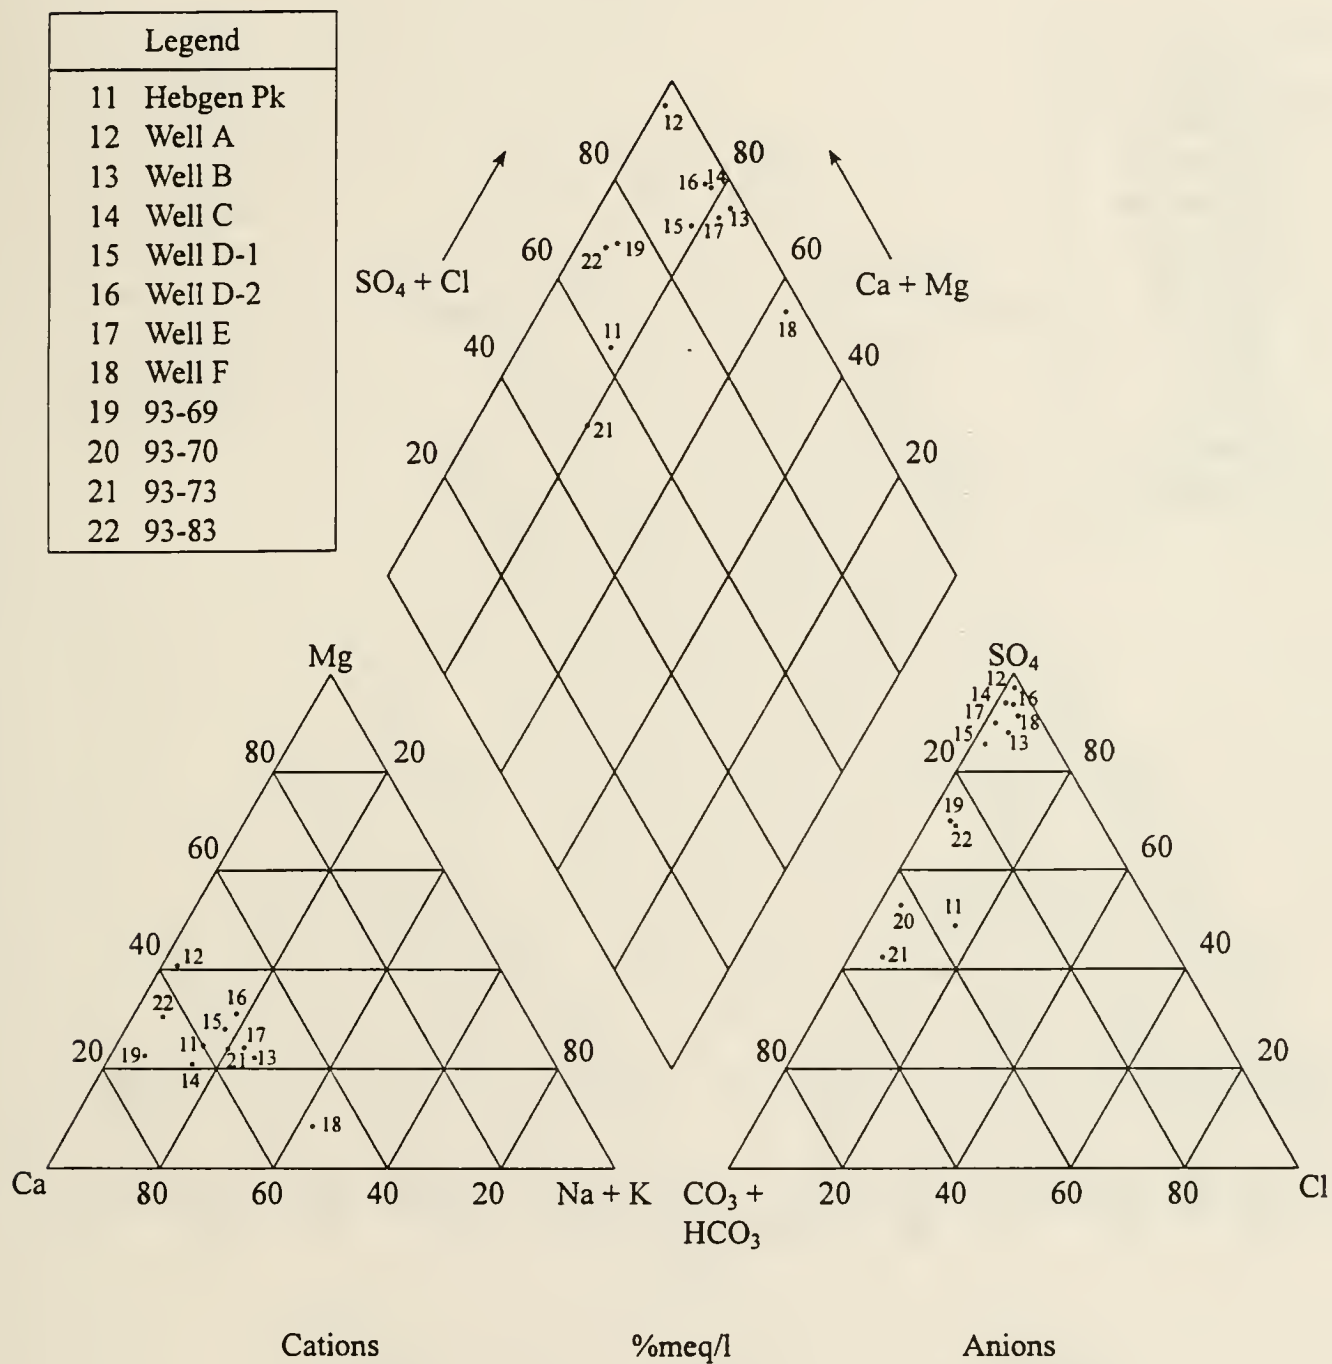 Legend
11 Hebgen Pk
12 Well A
13 Well B
14 Well C
15 Well D-1
16 Well D-2
17 Well E
18 Well F
19 93-69
20 93-70
21 93-73
22 93-83
12
80 80
16 14
15 17 13
60 22 19 60
SO₄ + Cl Ca + Mg
18
11
40 40
21
20 20
Mg SO₄
12
14 16
17 18
15 13
80 20 20 80
19
22
60 60
11
20
40 12 21 40
16
22 15
11 17
20 19 21 13 80 80 20
14
18
Ca 80 60 40 20 Na + K CO₃ + HCO₃ 20 40 60 80 Cl
Cations %meq/l Anions